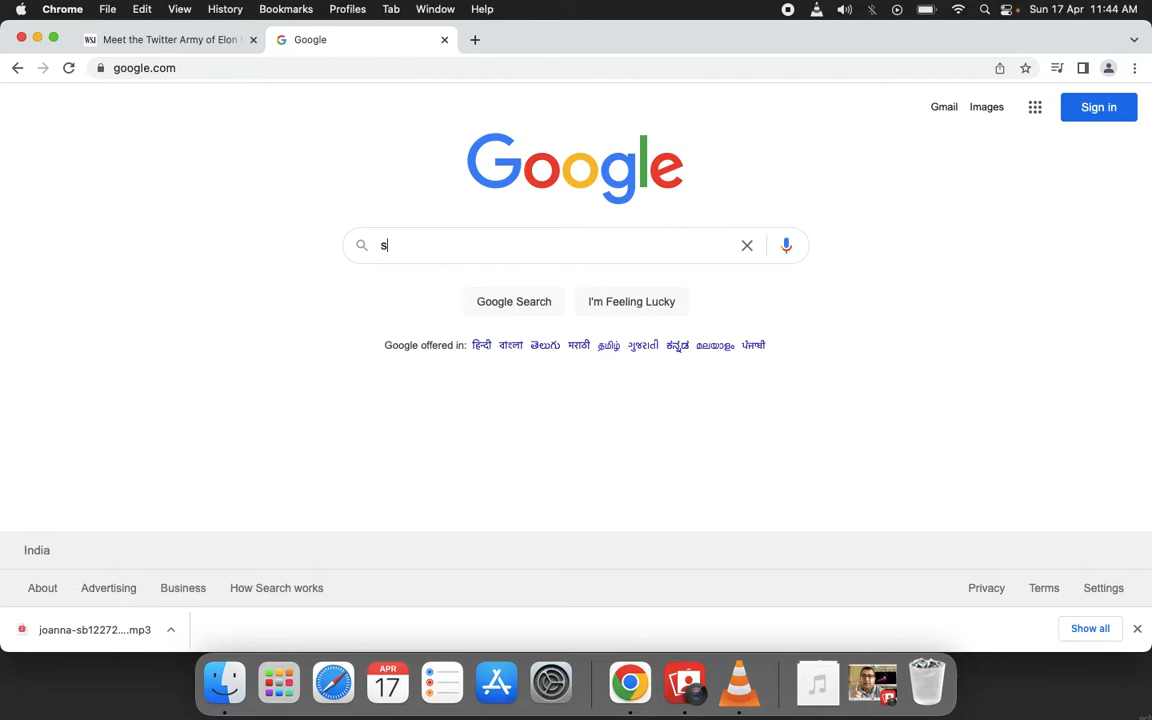 Chrome File Edit View History Bookmarks Profiles Tab Window Help Sun 17 Apr 11:44 AM
WSJ Meet the Twitter Army of Elon Google
google.com
Gmail Images Sign in
Google
s
Google Search I'm Feeling Lucky
Google offered in: हिन्दी বাংলা తెలుగు मराठी தமிழ் ગુજરાતી ಕನ್ನಡ മലയാളം ਪੰਜਾਬੀ
India
About Advertising Business How Search works Privacy Terms Settings
joanna-sb12272....mp3 Show all
APR
17